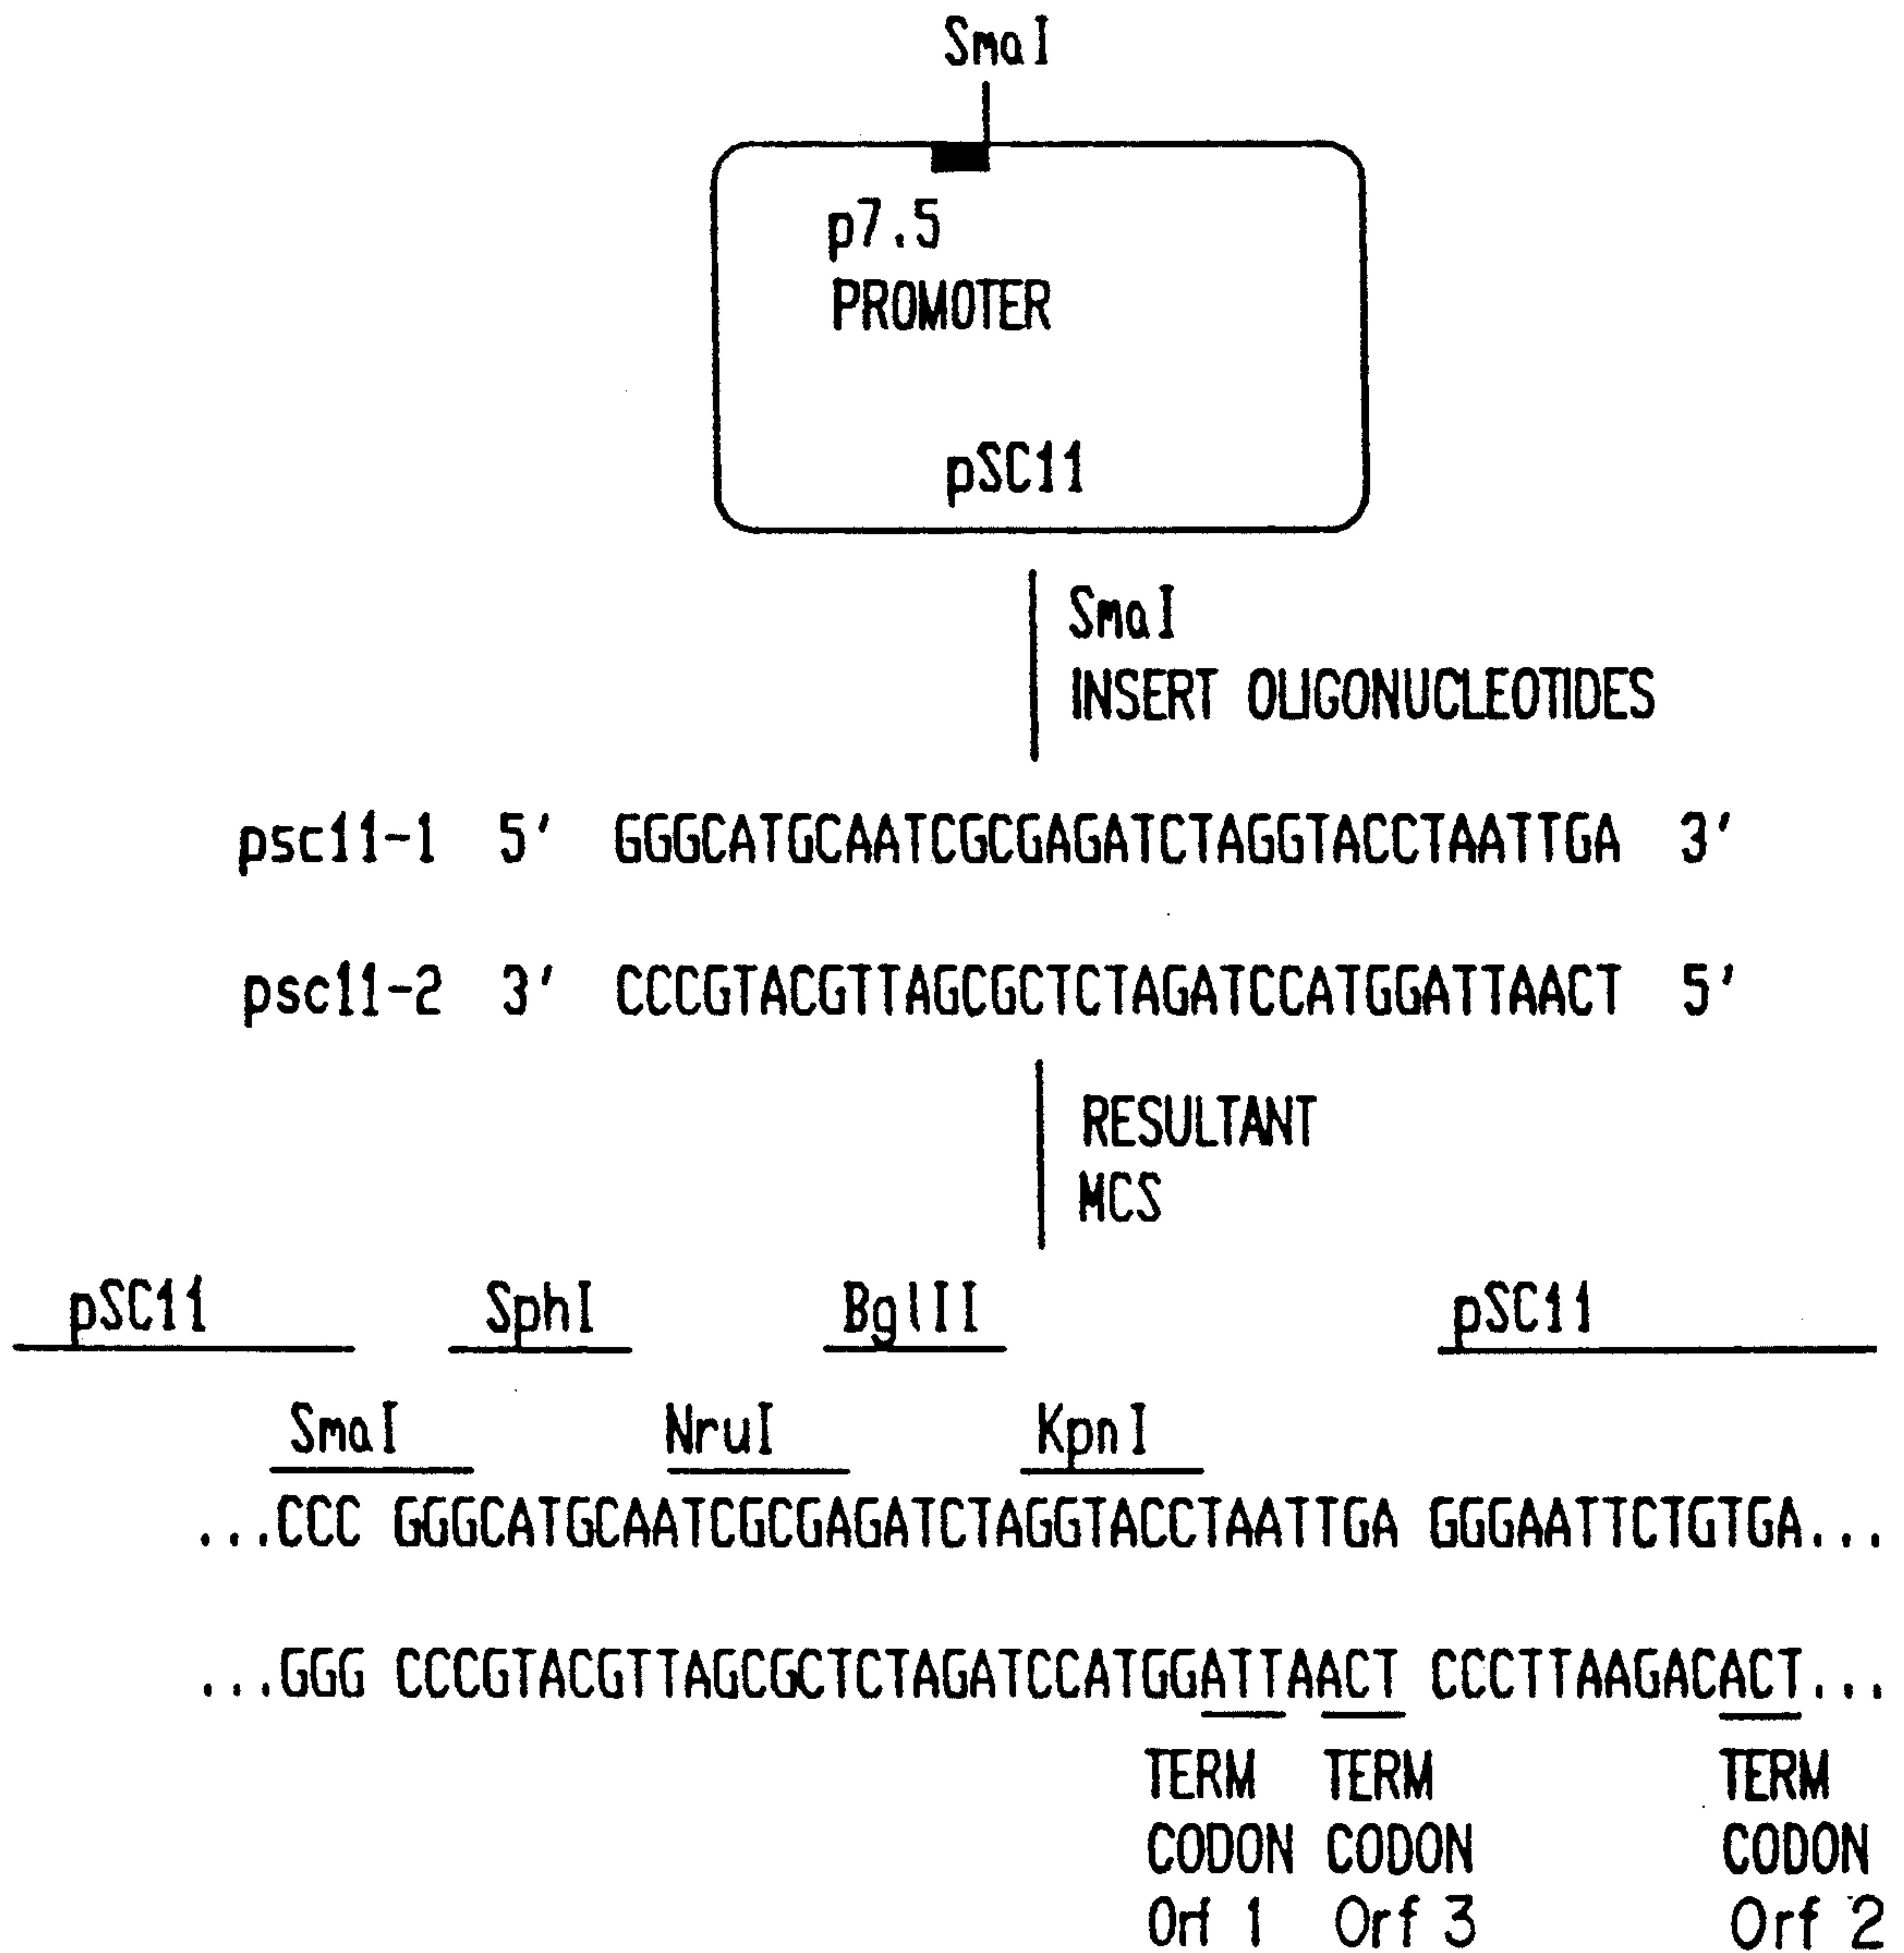 SmaI
p7.5
PROMOTER
pSC11
SmaI
INSERT OLIGONUCLEOTIDES
psc11-1 5' GGGCATGCAATCGCGAGATCTAGGTACCTAATTGA 3'
psc11-2 3' CCCGTACGTTAGCGCTCTAGATCCATGGATTAACT 5'
RESULTANT
MCS
pSC11 SphI BglII pSC11
SmaI NruI KpnI
...CCC GGGCATGCAATCGCGAGATCTAGGTACCTAATTGA GGGAATTCTGTGA...
...GGG CCCGTACGTTAGCGCTCTAGATCCATGGATTAACT CCCTTAAGACACT...
TERM TERM TERM
CODON CODON CODON
Orf 1 Orf 3 Orf 2